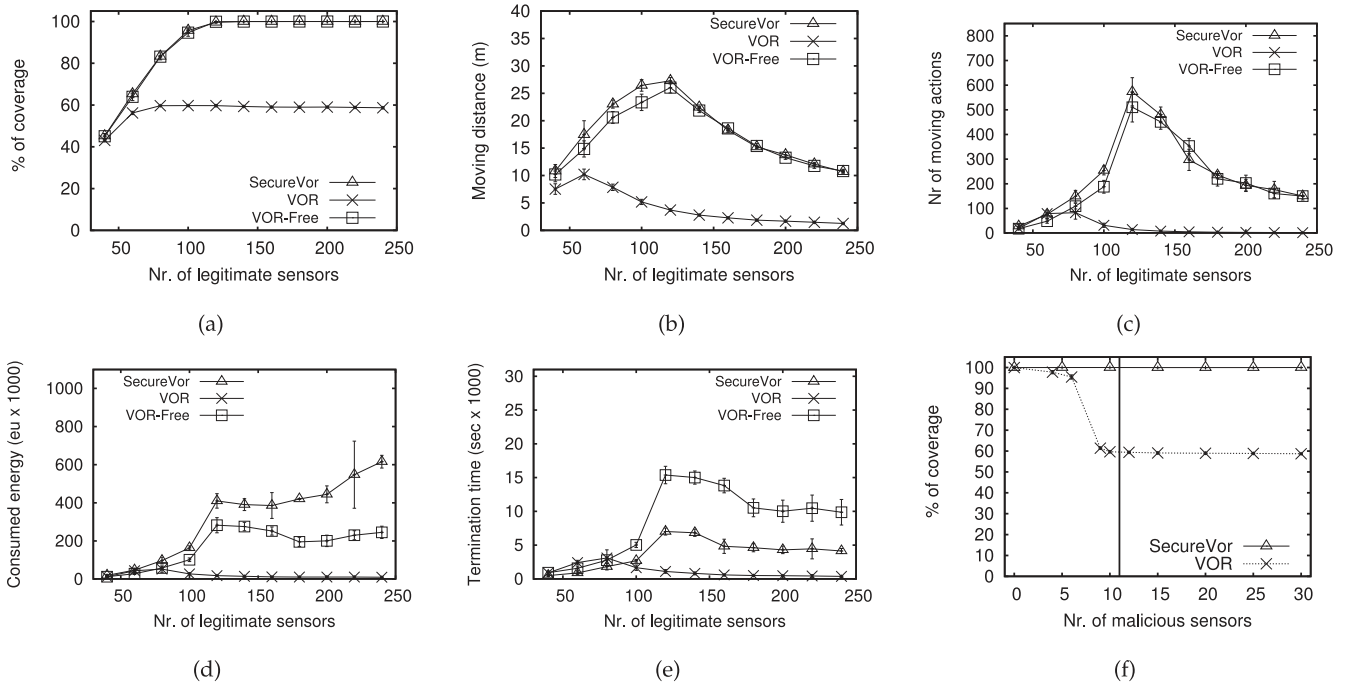 100
80
60
40
20
0
% of coverage
SecureVor
VOR
VOR-Free
50 100 150 200 250
Nr. of legitimate sensors
(a)
40
35
30
25
20
15
10
5
0
Moving distance (m)
SecureVor
VOR
VOR-Free
50 100 150 200 250
Nr. of legitimate sensors
(b)
800
700
600
500
400
300
200
100
0
Nr of moving actions
SecureVor
VOR
VOR-Free
50 100 150 200 250
Nr. of legitimate sensors
(c)
1000
800
600
400
200
0
Consumed energy (eu x 1000)
SecureVor
VOR
VOR-Free
50 100 150 200 250
Nr. of legitimate sensors
(d)
30
25
20
15
10
5
0
Termination time (sec x 1000)
SecureVor
VOR
VOR-Free
50 100 150 200 250
Nr. of legitimate sensors
(e)
100
90
80
70
60
50
40
30
20
10
0
% of coverage
SecureVor
VOR
0 5 10 15 20 25 30
Nr. of malicious sensors
(f)